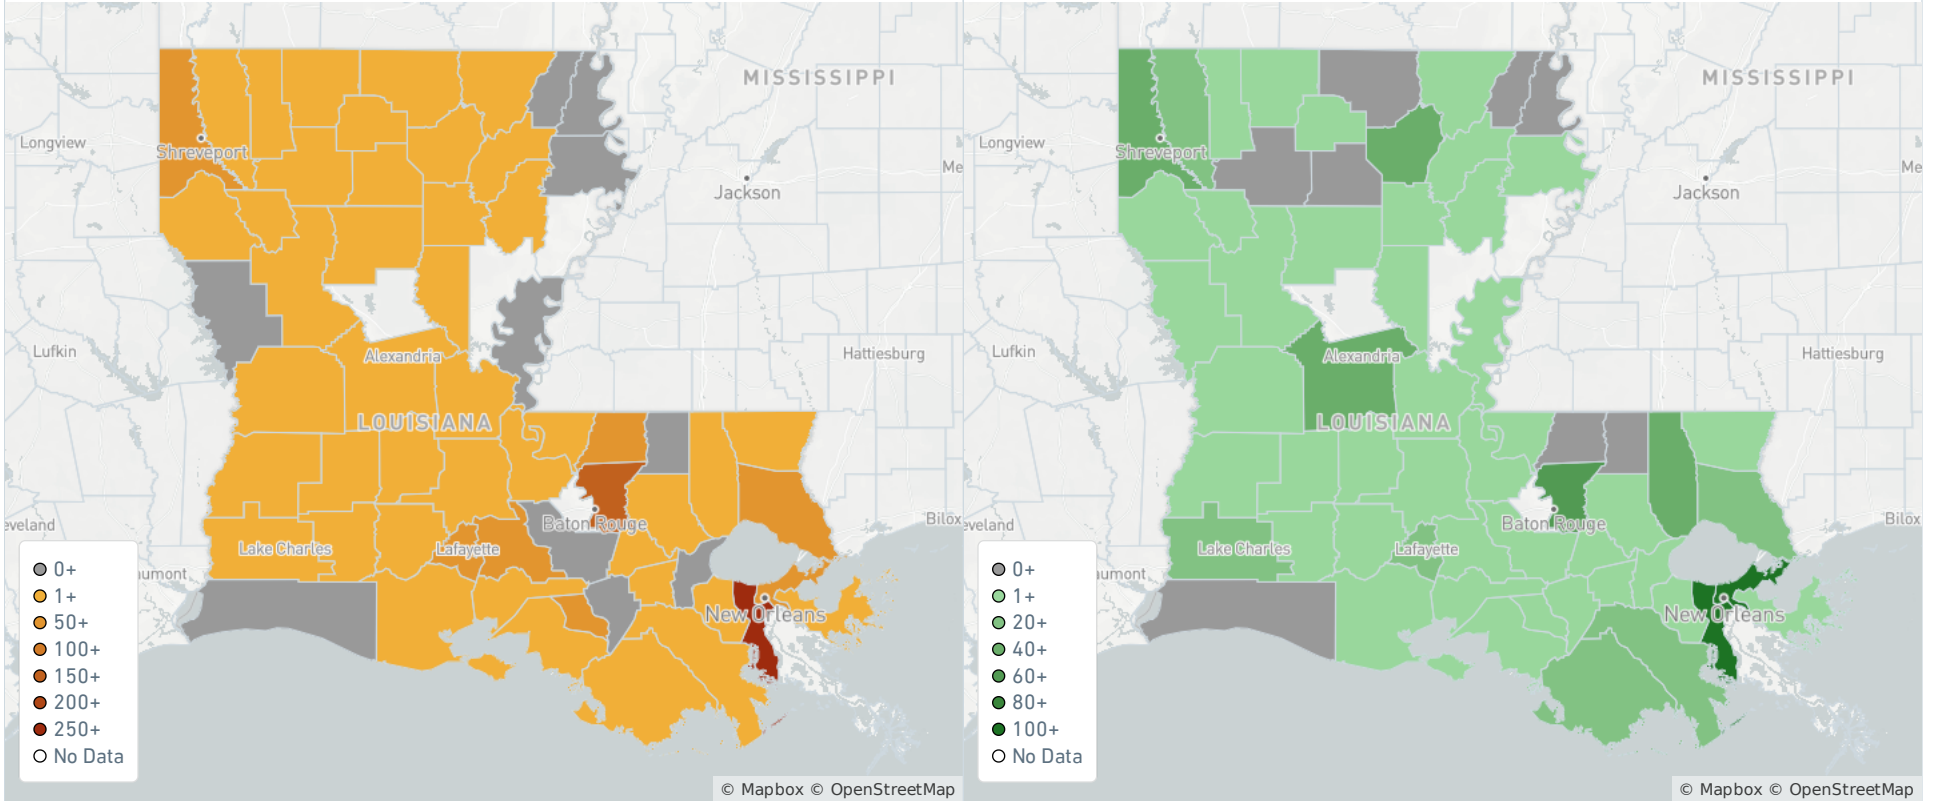 MISSISSIPPI
Longview
Shreveport
Me
Jackson
Lufkin
Alexandria
Hattiesburg
LOUISIANA
eveland
Baton Rouge
Bilox
Lake Charles
Lafayette
aumont
New Orleans
0+
1+
50+
100+
150+
200+
250+
No Data
© Mapbox © OpenStreetMap
MISSISSIPPI
Longview
Shreveport
Me
Jackson
Lufkin
Alexandria
Hattiesburg
LOUISIANA
eveland
Baton Rouge
Bilox
Lake Charles
Lafayette
aumont
New Orleans
0+
1+
20+
40+
60+
80+
100+
No Data
© Mapbox © OpenStreetMap